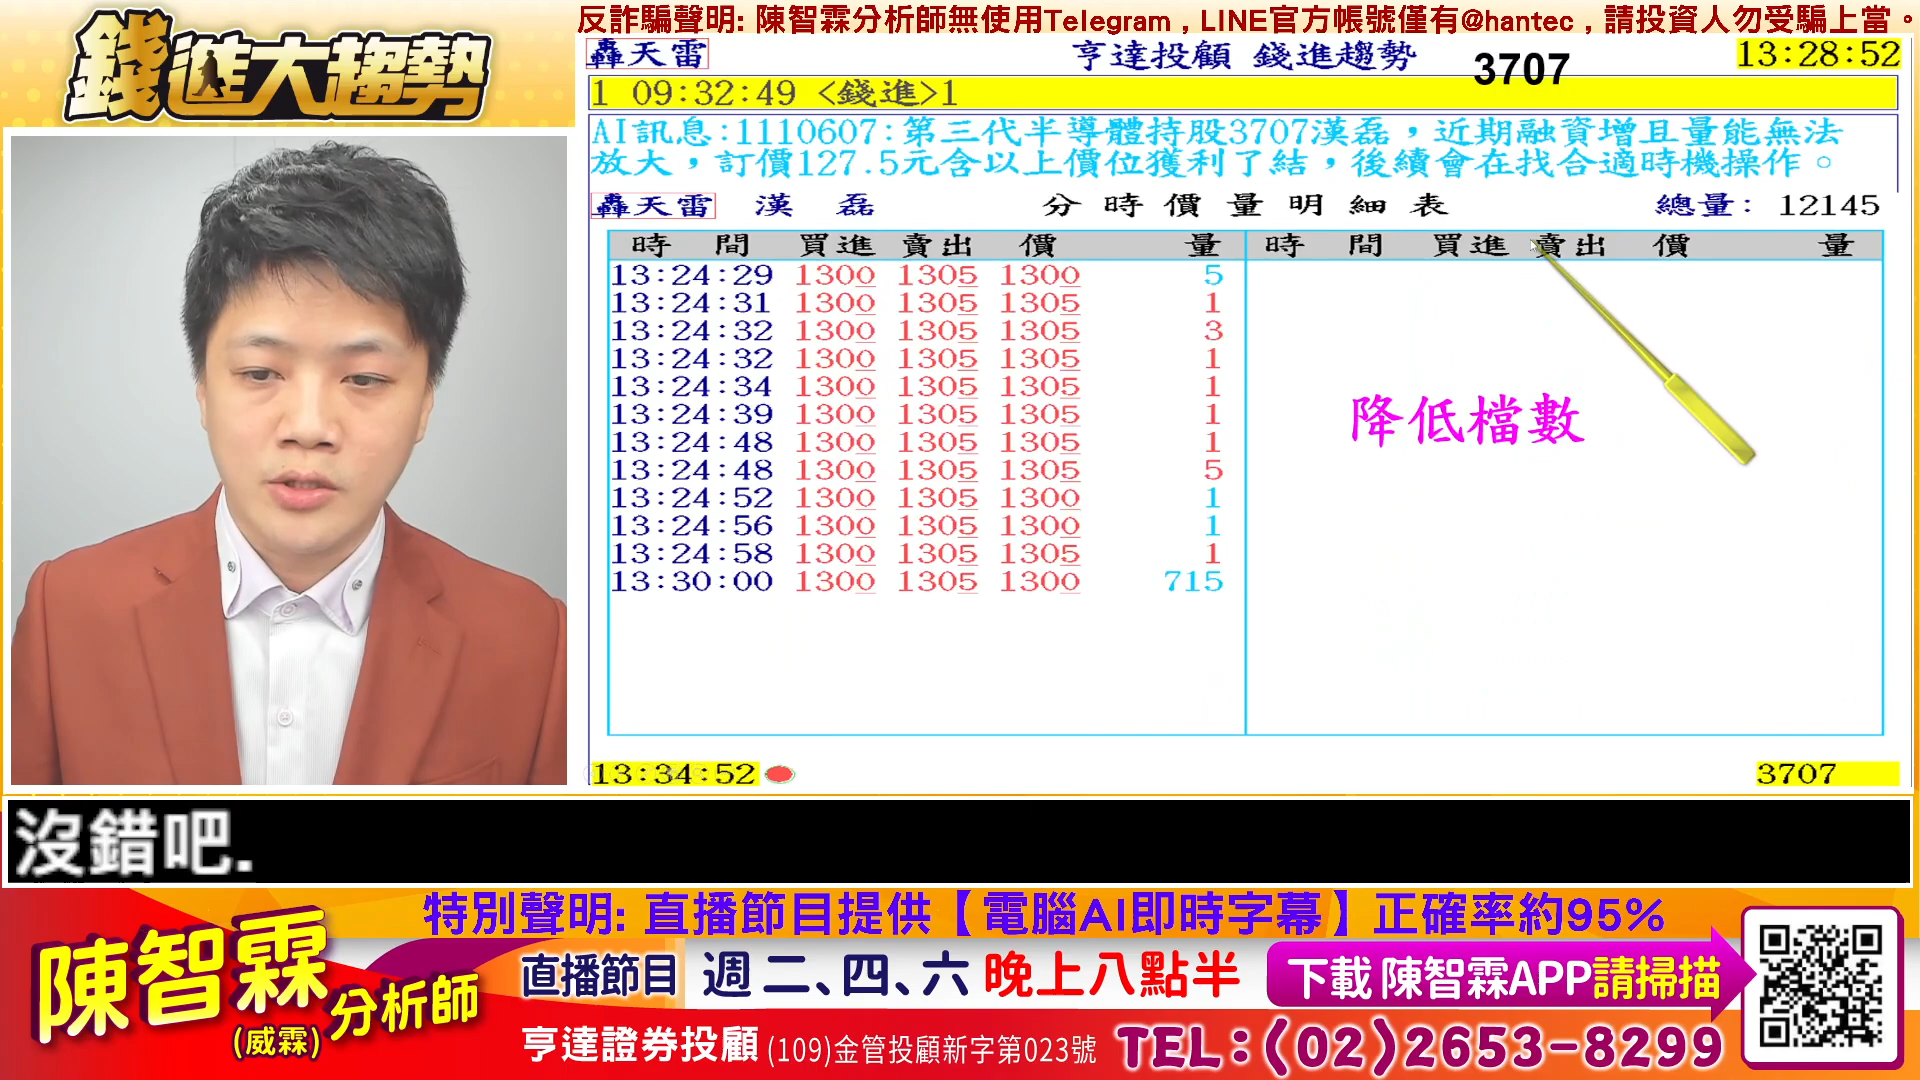 反詐騙聲明: 陳智霖分析師無使用Telegram , LINE官方帳號僅有@hantec , 請投資人勿受騙上當。
錢進大趨勢
轟天雷 亨達投顧 錢進趨勢 3707 13:28:52
1 09:32:49 <錢進>1
AI訊息:1110607:第三代半導體持股3707漢磊，近期融資增且量能無法
放大，訂價127.5元含以上價位獲利了結，後續會在找合適時機操作。
轟天雷 漢磊 分時價量明細表 總量: 12145
時間 買進 賣出 價 量 時間 買進 賣出 價 量
13:24:29 1300 1305 1300 5
13:24:31 1300 1305 1305 1
13:24:32 1300 1305 1305 3
13:24:32 1300 1305 1305 1
13:24:34 1300 1305 1305 1
13:24:39 1300 1305 1305 1
13:24:48 1300 1305 1305 1
13:24:48 1300 1305 1305 5
13:24:52 1300 1305 1300 1
13:24:56 1300 1305 1300 1
13:24:58 1300 1305 1305 1
13:30:00 1300 1305 1300 715
降低檔數
13:34:52 3707
沒錯吧.
特別聲明: 直播節目提供【電腦AI即時字幕】正確率約95%
陳智霖(威霖)分析師
直播節目 週二、四、六 晚上八點半
下載 陳智霖APP請掃描
亨達證券投顧 (109)金管投顧新字第023號 TEL:(02)2653-8299